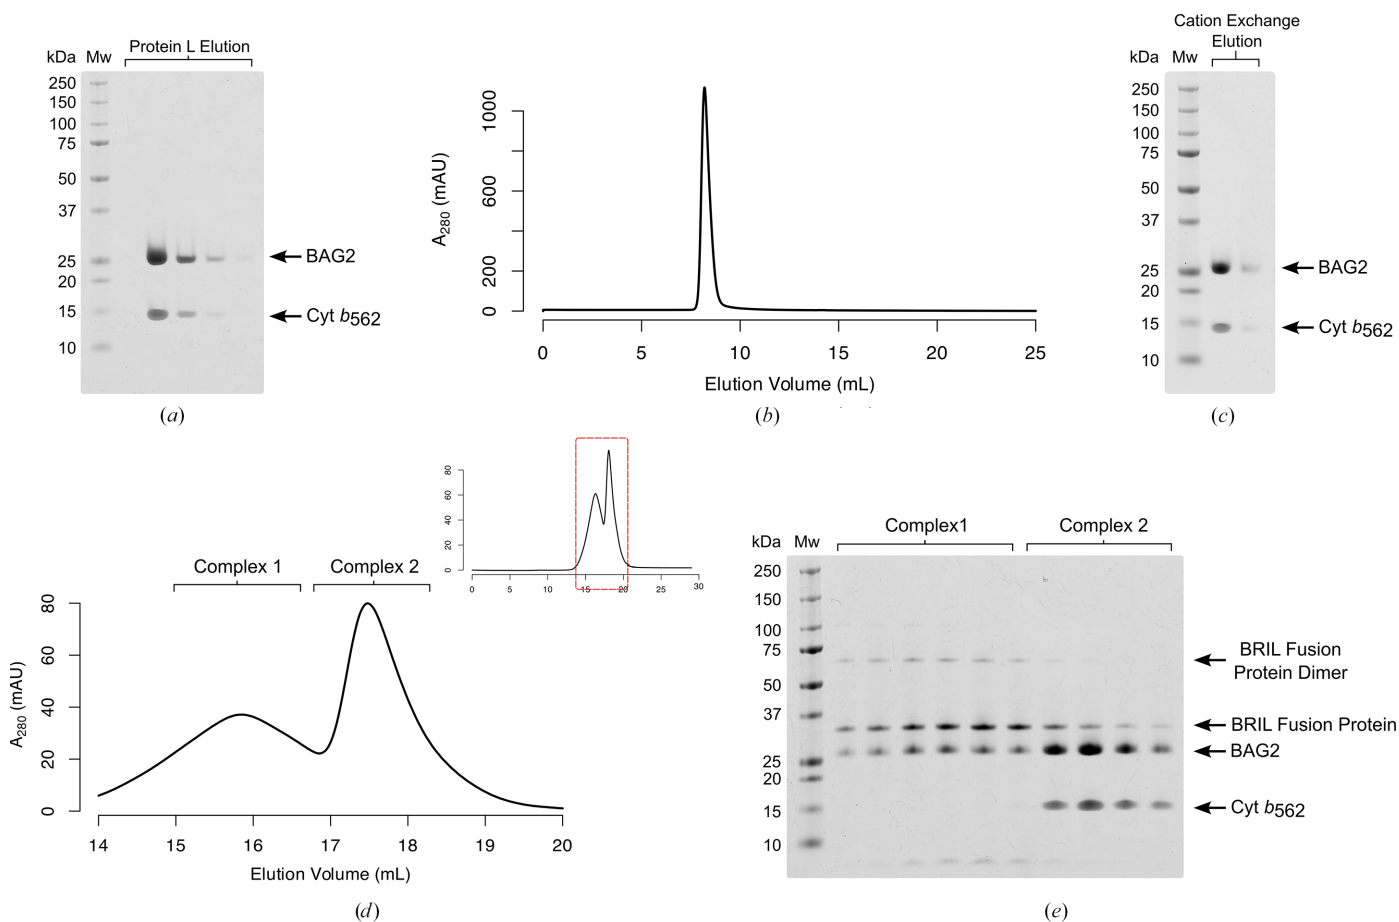 kDa Mw Protein L Elution
250
150
100
75
50
37
25
20
15
10
BAG2
Cyt b562
(a)
A280 (mAU)
1000
600
200
0
0 5 10 15 20 25
Elution Volume (mL)
(b)
Cation Exchange
Elution
kDa Mw
250
150
100
75
50
37
25
20
15
10
BAG2
Cyt b562
(c)
80
60
40
20
0
0 5 10 15 20 25 30
Complex 1 Complex 2
A280 (mAU)
80
60
40
20
0
14 15 16 17 18 19 20
Elution Volume (mL)
(d)
Complex1 Complex 2
kDa Mw
250
150
100
75
50
37
25
20
15
10
BRIL Fusion
Protein Dimer
BRIL Fusion Protein
BAG2
Cyt b562
(e)